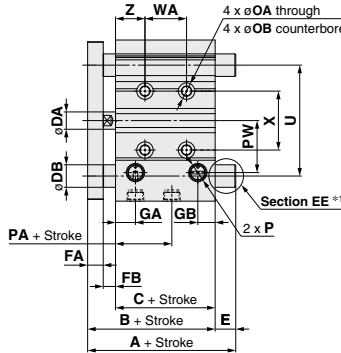 Z
WA
4 x øOA through
4 x øOB counterbore
øDA
øDB
PW
X
U
GA
GB
Section EE *1
2 x P
PA + Stroke
FA
FB
C + Stroke
B + Stroke
E
A + Stroke